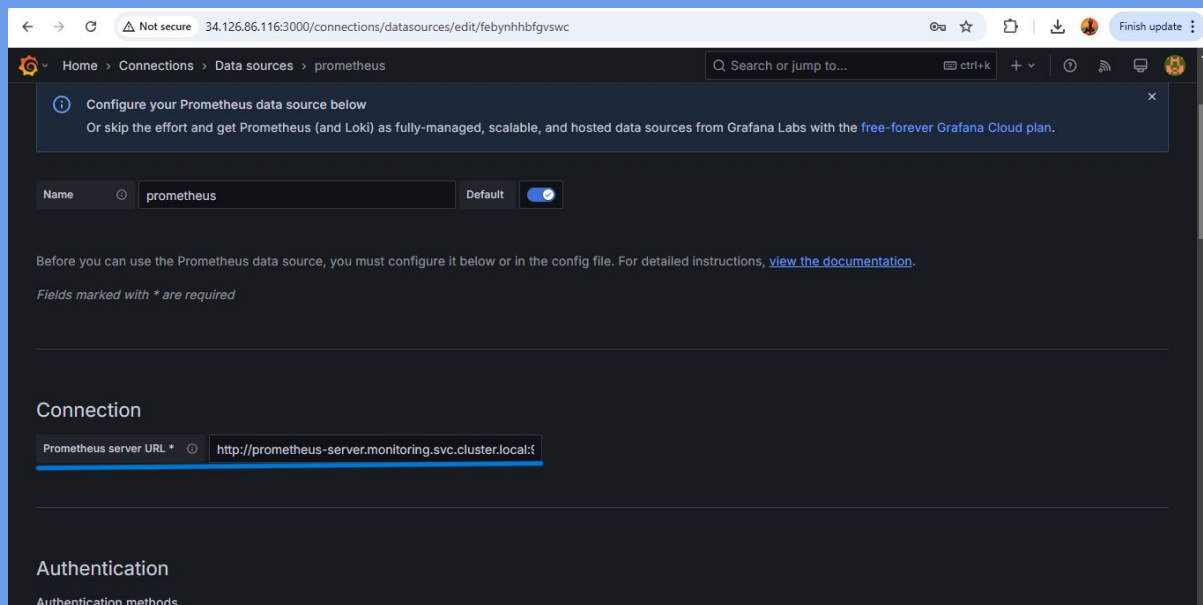 Not secure 34.126.86.116:3000/connections/datasources/edit/febynhhbfgvswc Finish update
Home › Connections › Data sources › prometheus Search or jump to... ctrl+k
Configure your Prometheus data source below
Or skip the effort and get Prometheus (and Loki) as fully-managed, scalable, and hosted data sources from Grafana Labs with the free-forever Grafana Cloud plan.
Name prometheus Default
Before you can use the Prometheus data source, you must configure it below or in the config file. For detailed instructions, view the documentation.
Fields marked with * are required
Connection
Prometheus server URL * http://prometheus-server.monitoring.svc.cluster.local:
Authentication
Authentication methods